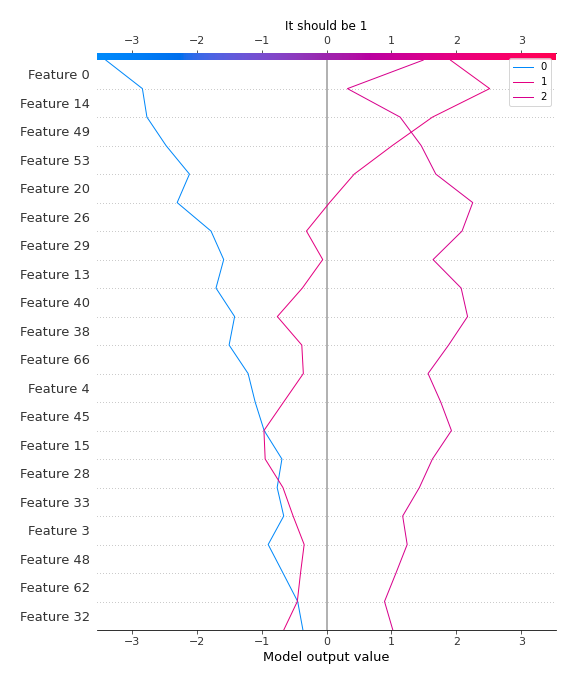 It should be 1
−3 −2 −1 0 1 2 3
0
1
2
Feature 0
Feature 14
Feature 49
Feature 53
Feature 20
Feature 26
Feature 29
Feature 13
Feature 40
Feature 38
Feature 66
Feature 4
Feature 45
Feature 15
Feature 28
Feature 33
Feature 3
Feature 48
Feature 62
Feature 32
−3 −2 −1 0 1 2 3
Model output value